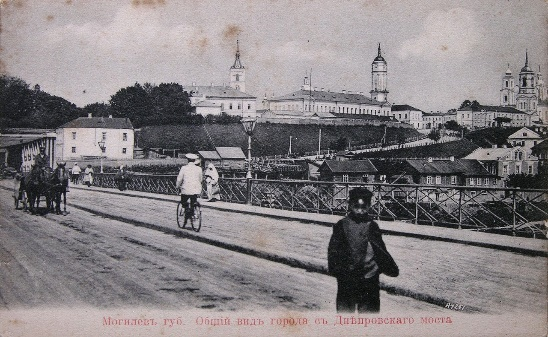 Могилевъ губ. Общій видъ города съ Днѣпровскаго моста